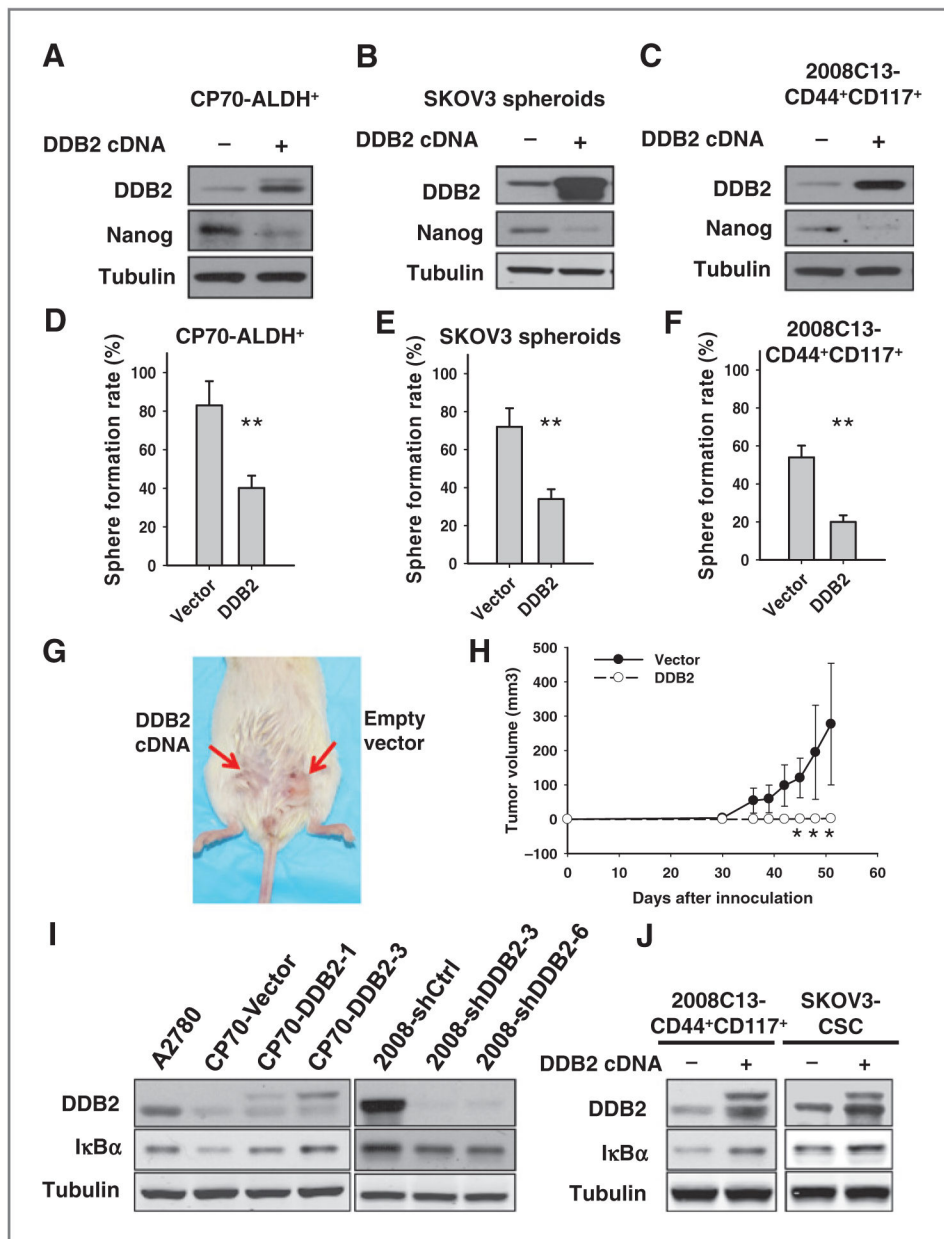 A
CP70-ALDH⁺
DDB2 cDNA – +
DDB2
Nanog
Tubulin
B
SKOV3 spheroids
DDB2 cDNA – +
DDB2
Nanog
Tubulin
C
2008C13-
CD44⁺CD117⁺
DDB2 cDNA – +
DDB2
Nanog
Tubulin
D
CP70-ALDH⁺
Sphere formation rate (%)
100
80
60
40
20
0
**
Vector
DDB2
E
SKOV3 spheroids
Sphere formation rate (%)
100
80
60
40
20
0
**
Vector
DDB2
F
2008C13-
CD44⁺CD117⁺
Sphere formation rate (%)
100
80
60
40
20
0
**
Vector
DDB2
G
DDB2
cDNA
Empty
vector
H
Tumor volume (mm3)
500
400
300
200
100
0
–100
Vector
DDB2
* * *
0 10 20 30 40 50 60
Days after innoculation
I
A2780
CP70-Vector
CP70-DDB2-1
CP70-DDB2-3
2008-shCtrl
2008-shDDB2-3
2008-shDDB2-6
DDB2
IκBα
Tubulin
J
2008C13-
CD44⁺CD117⁺
SKOV3-
CSC
DDB2 cDNA – + – +
DDB2
IκBα
Tubulin